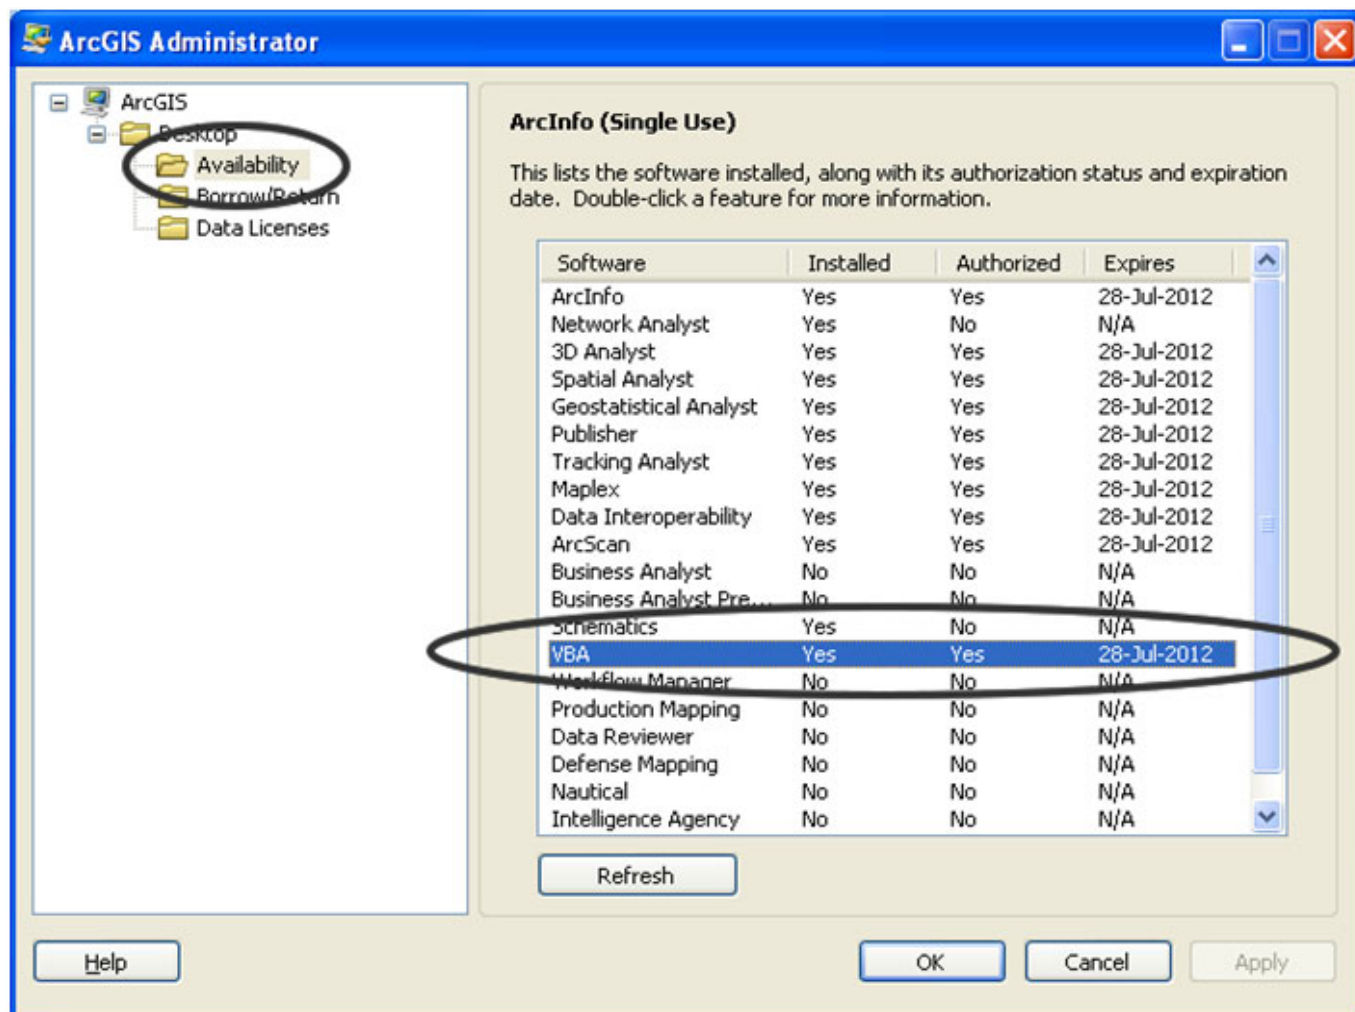 ArcGIS Administrator
ArcGIS
Desktop
Availability
Borrow/Return
Data Licenses
ArcInfo (Single Use)
This lists the software installed, along with its authorization status and expiration
date. Double-click a feature for more information.
Software Installed Authorized Expires
ArcInfo Yes Yes 28-Jul-2012
Network Analyst Yes No N/A
3D Analyst Yes Yes 28-Jul-2012
Spatial Analyst Yes Yes 28-Jul-2012
Geostatistical Analyst Yes Yes 28-Jul-2012
Publisher Yes Yes 28-Jul-2012
Tracking Analyst Yes Yes 28-Jul-2012
Maplex Yes Yes 28-Jul-2012
Data Interoperability Yes Yes 28-Jul-2012
ArcScan Yes Yes 28-Jul-2012
Business Analyst No No N/A
Business Analyst Pre... No No N/A
Schematics Yes No N/A
VBA Yes Yes 28-Jul-2012
Workflow Manager No No N/A
Production Mapping No No N/A
Data Reviewer No No N/A
Defense Mapping No No N/A
Nautical No No N/A
Intelligence Agency No No N/A
Refresh
Help OK Cancel Apply